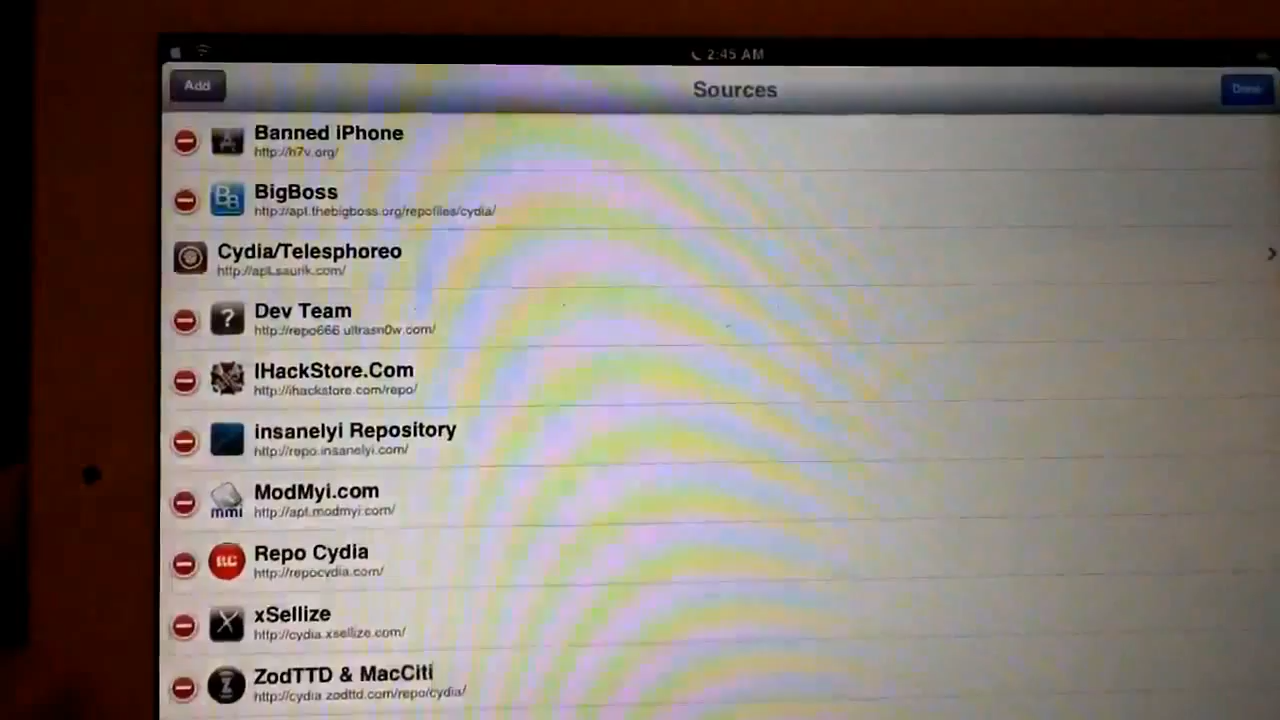 2:45 AM
Add
Sources
Done
Banned iPhone
http://h7v.org/
BB
BigBoss
http://apt.thebigboss.org/repofiles/cydia/
Cydia/Telesphoreo
http://apt.saurik.com/
?
Dev Team
http://repo666.ultrasn0w.com/
IHackStore.Com
http://ihackstore.com/repo/
insanelyi Repository
http://repo.insanelyi.com/
mmi
ModMyi.com
http://apt.modmyi.com/
RC
Repo Cydia
http://repocydia.com/
X
xSellize
http://cydia.xsellize.com/
Z
ZodTTD & MacCiti
http://cydia.zodttd.com/repo/cydia/